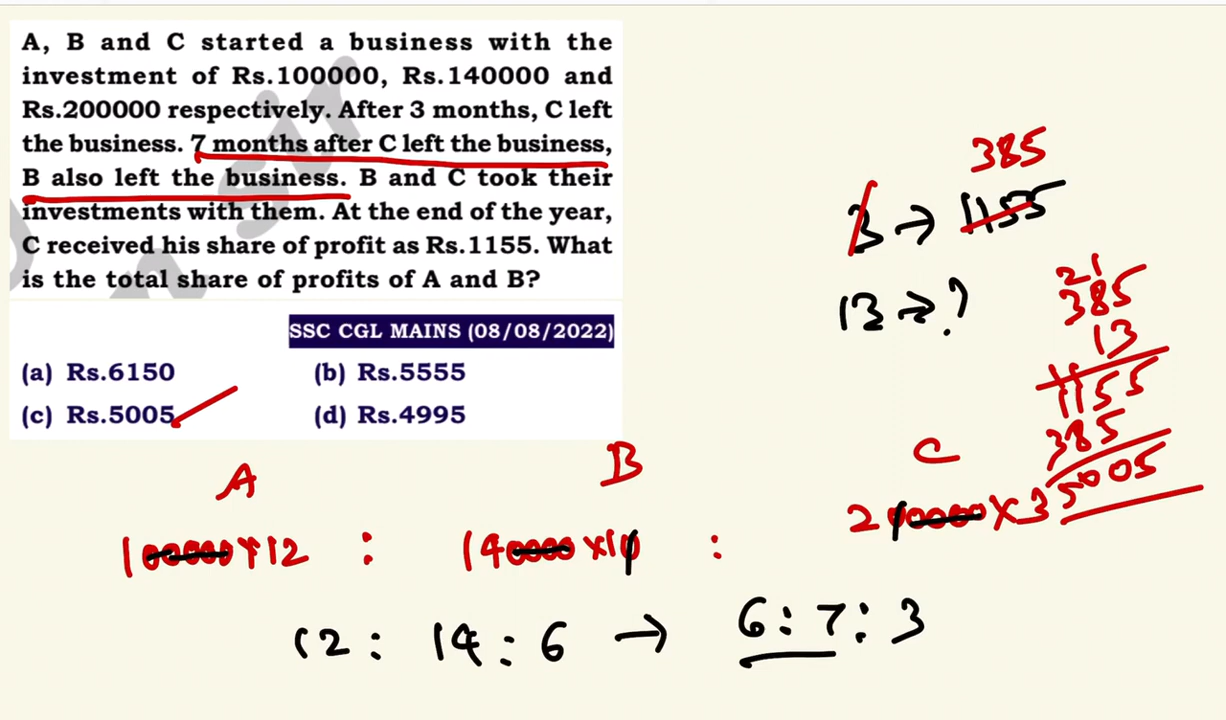 A, B and C started a business with the
investment of Rs.100000, Rs.140000 and
Rs.200000 respectively. After 3 months, C left
the business. 7 months after C left the business,
B also left the business. B and C took their
investments with them. At the end of the year,
C received his share of profit as Rs.1155. What
is the total share of profits of A and B?
SSC CGL MAINS (08/08/2022)
(a) Rs.6150 (b) Rs.5555
(c) Rs.5005 (d) Rs.4995
385
3 → 1155
13 → ?
21
385
13
1155
385
5005
A B C
100000×12 : 140000×10 : 200000×3
12 : 14 : 6 → 6 : 7 : 3